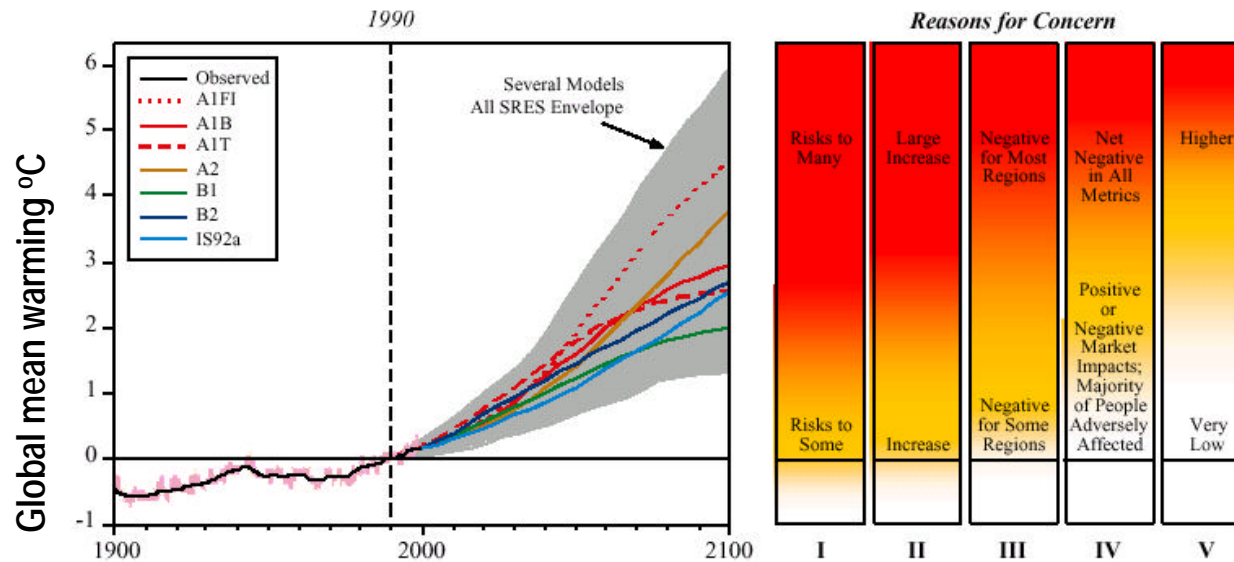 1990
Reasons for Concern
Global mean warming ºC
6
5
4
3
2
1
0
-1
1900
2000
2100
Observed
A1FI
A1B
A1T
A2
B1
B2
IS92a
Several Models
All SRES Envelope
Risks to
Many
Risks to
Some
I
Large
Increase
Increase
II
Negative
for Most
Regions
Negative
for Some
Regions
III
Net
Negative
in All
Metrics
Positive
or
Negative
Market
Impacts;
Majority
of People
Adversely
Affected
IV
Higher
Very
Low
V